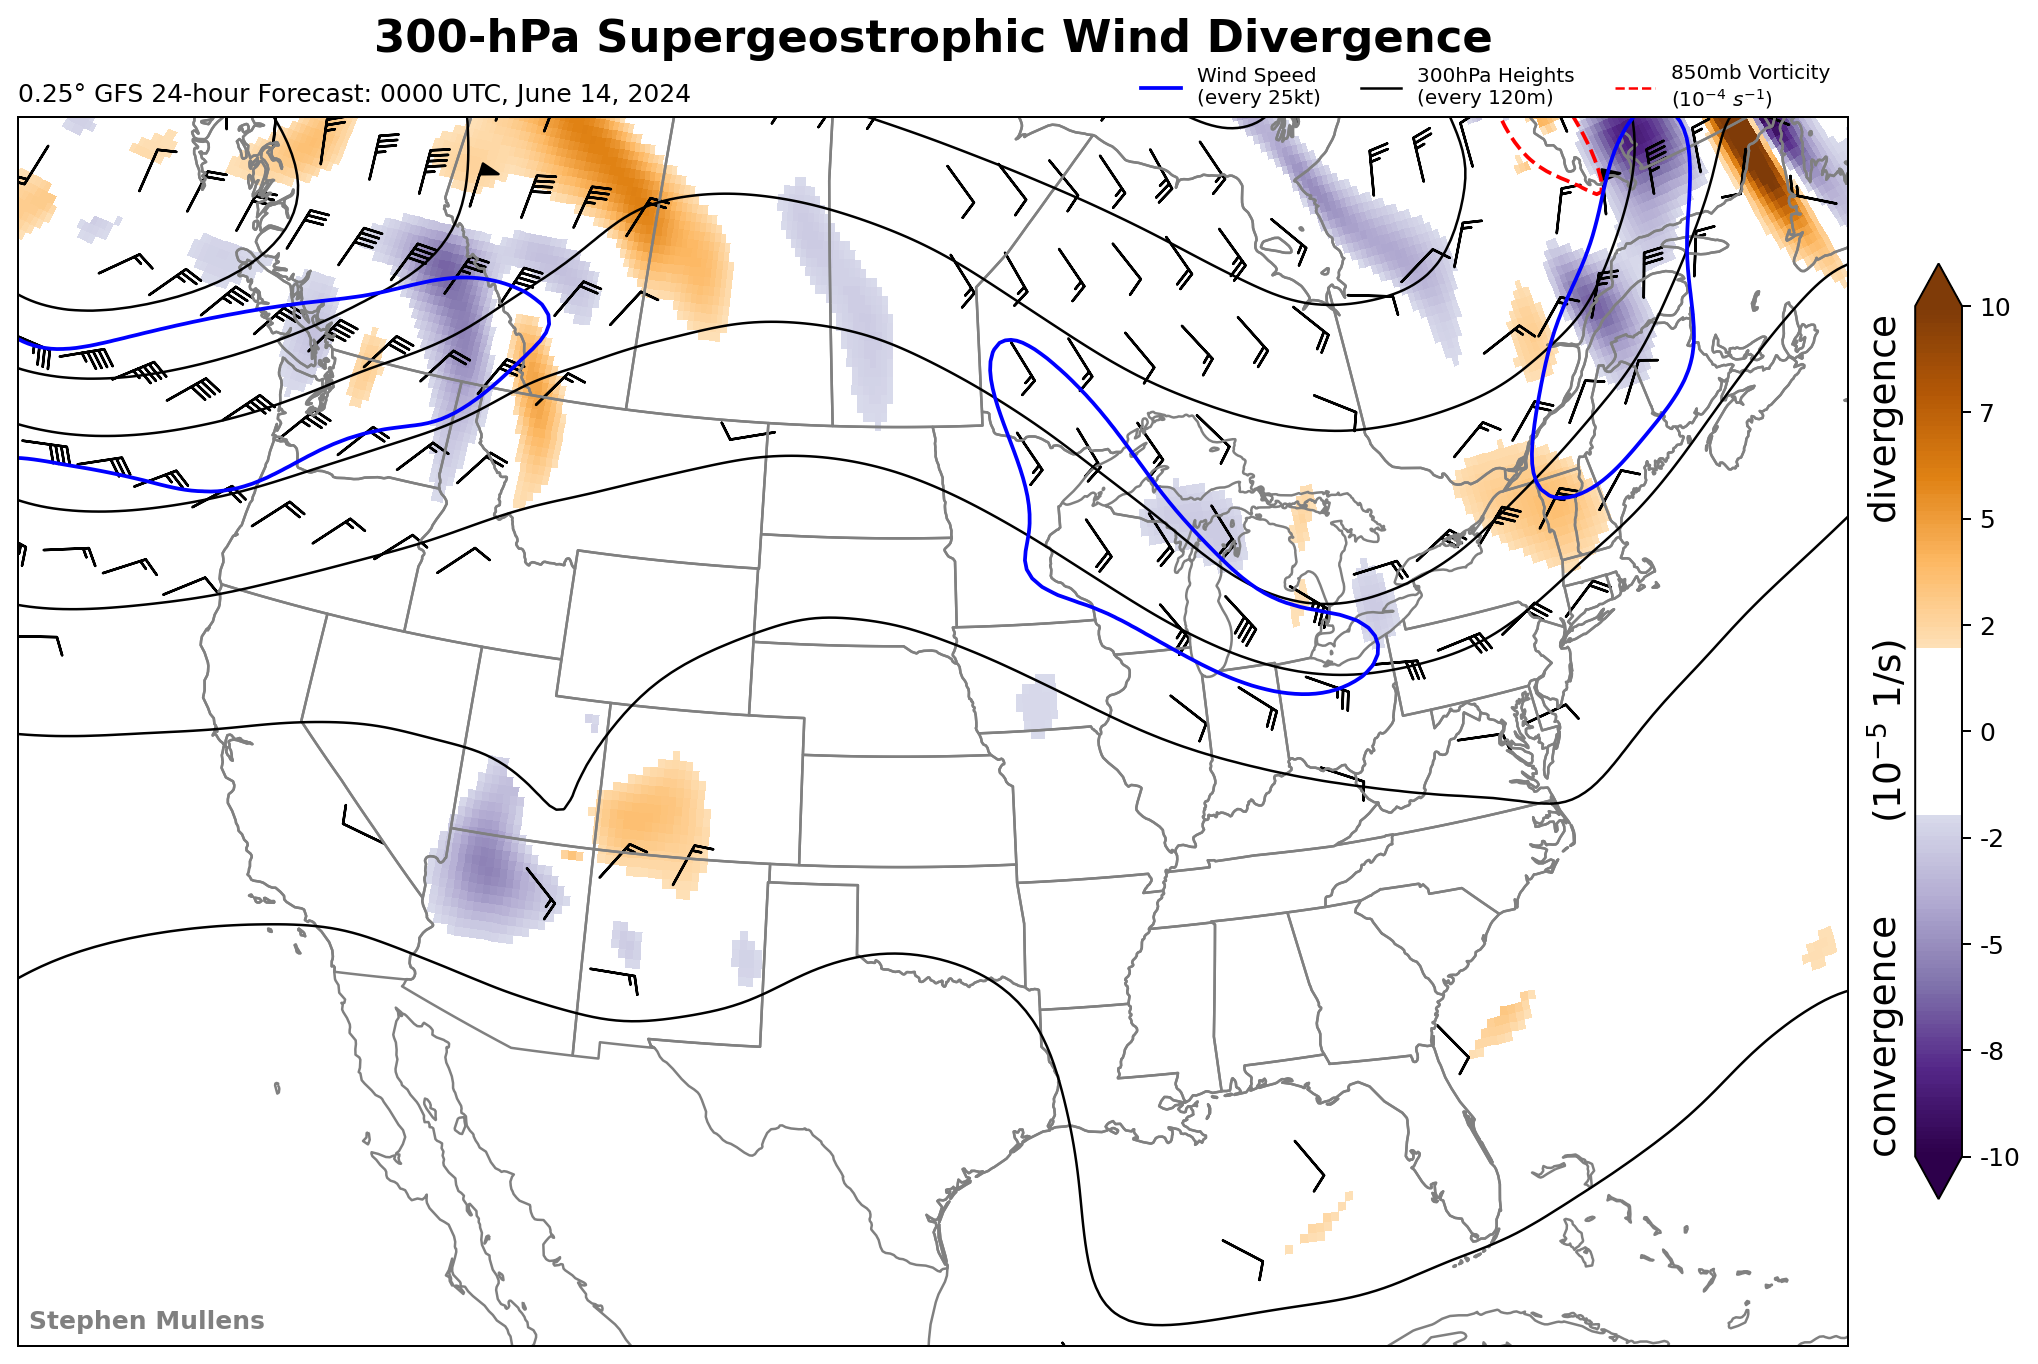 300-hPa Supergeostrophic Wind Divergence
0.25° GFS 24-hour Forecast: 0000 UTC, June 14, 2024
Wind Speed
(every 25kt)
300hPa Heights
(every 120m)
850mb Vorticity
(10⁻⁴ s⁻¹)
10
7
5
2
0
-2
-5
-8
-10
convergence (10⁻⁵ 1/s) divergence
Stephen Mullens